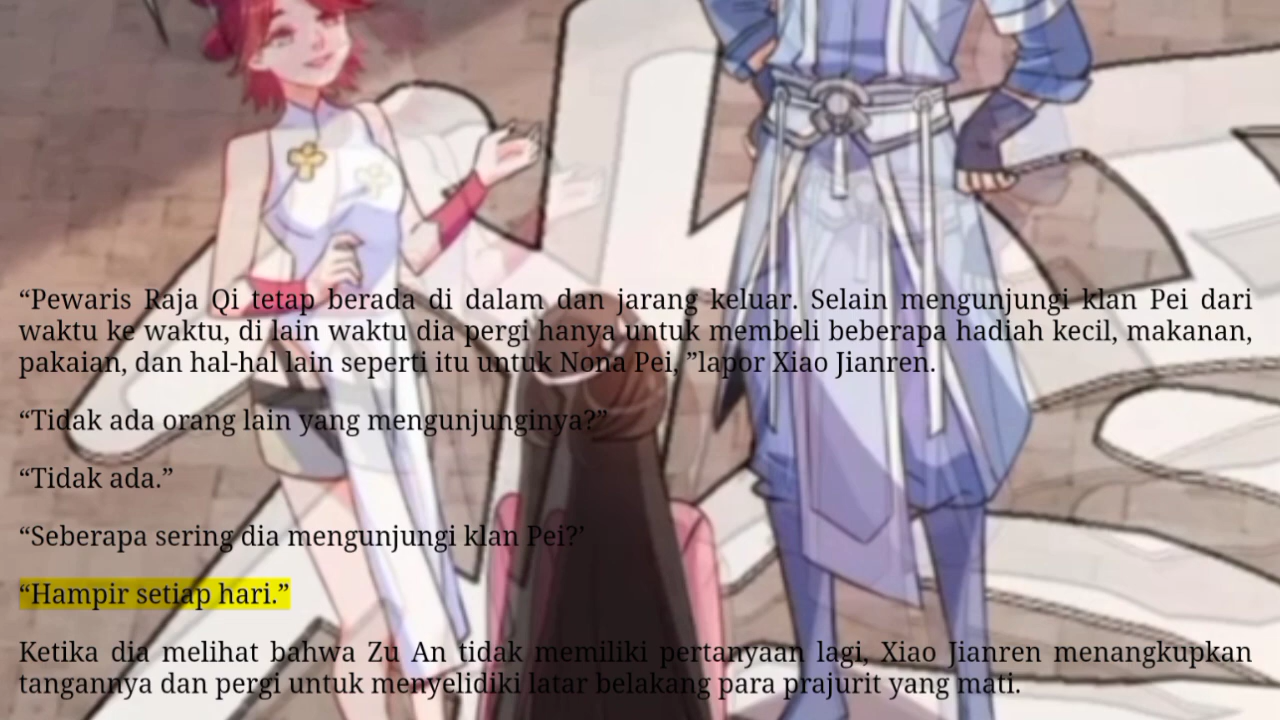 “Pewaris Raja Qi tetap berada di dalam dan jarang keluar. Selain mengunjungi klan Pei dari
waktu ke waktu, di lain waktu dia pergi hanya untuk membeli beberapa hadiah kecil, makanan,
pakaian, dan hal-hal lain seperti itu untuk Nona Pei, ”lapor Xiao Jianren.
“Tidak ada orang lain yang mengunjunginya?”
“Tidak ada.”
“Seberapa sering dia mengunjungi klan Pei?’
“Hampir setiap hari.”
Ketika dia melihat bahwa Zu An tidak memiliki pertanyaan lagi, Xiao Jianren menangkupkan
tangannya dan pergi untuk menyelidiki latar belakang para prajurit yang mati.